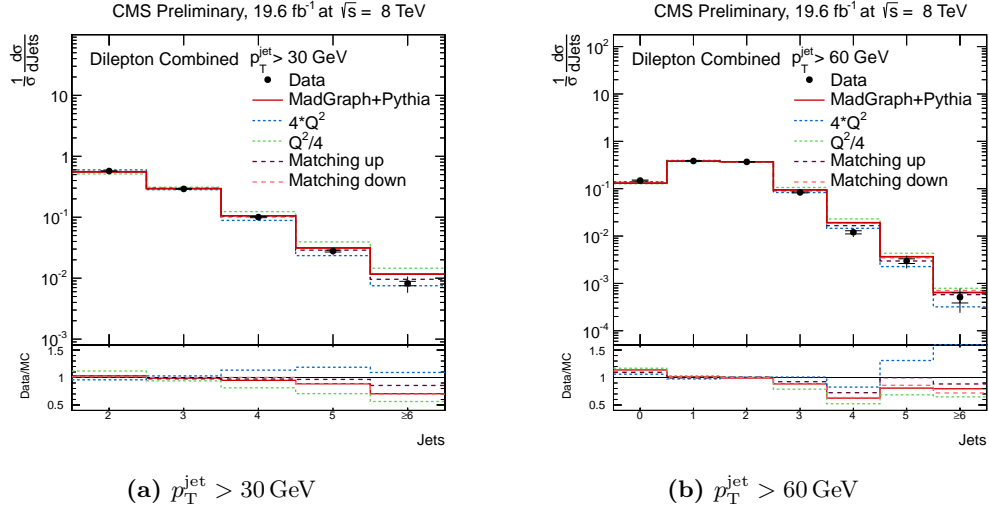 CMS Preliminary, 19.6 fb⁻¹ at √s = 8 TeV
1/σ dσ/dJets
Dilepton Combined p_T^jet > 30 GeV
Data
MadGraph+Pythia
4*Q²
Q²/4
Matching up
Matching down
10
1
10⁻¹
10⁻²
10⁻³
Data/MC
1.5
1
0.5
2 3 4 5 ≥6
Jets
(a) p_T^jet > 30 GeV
CMS Preliminary, 19.6 fb⁻¹ at √s = 8 TeV
1/σ dσ/dJets
Dilepton Combined p_T^jet > 60 GeV
Data
MadGraph+Pythia
4*Q²
Q²/4
Matching up
Matching down
10²
10
1
10⁻¹
10⁻²
10⁻³
10⁻⁴
Data/MC
1.5
1
0.5
0 1 2 3 4 5 ≥6
Jets
(b) p_T^jet > 60 GeV